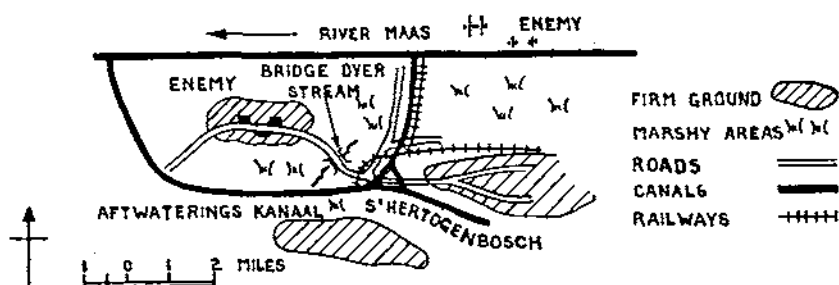 RIVER MAAS
ENEMY
ENEMY
BRIDGE OVER
STREAM
AFTWATERINGS KANAAL
S'HERTOGENBOSCH
1 0 1 2 MILES
FIRM GROUND
MARSHY AREAS
ROADS
CANALS
RAILWAYS